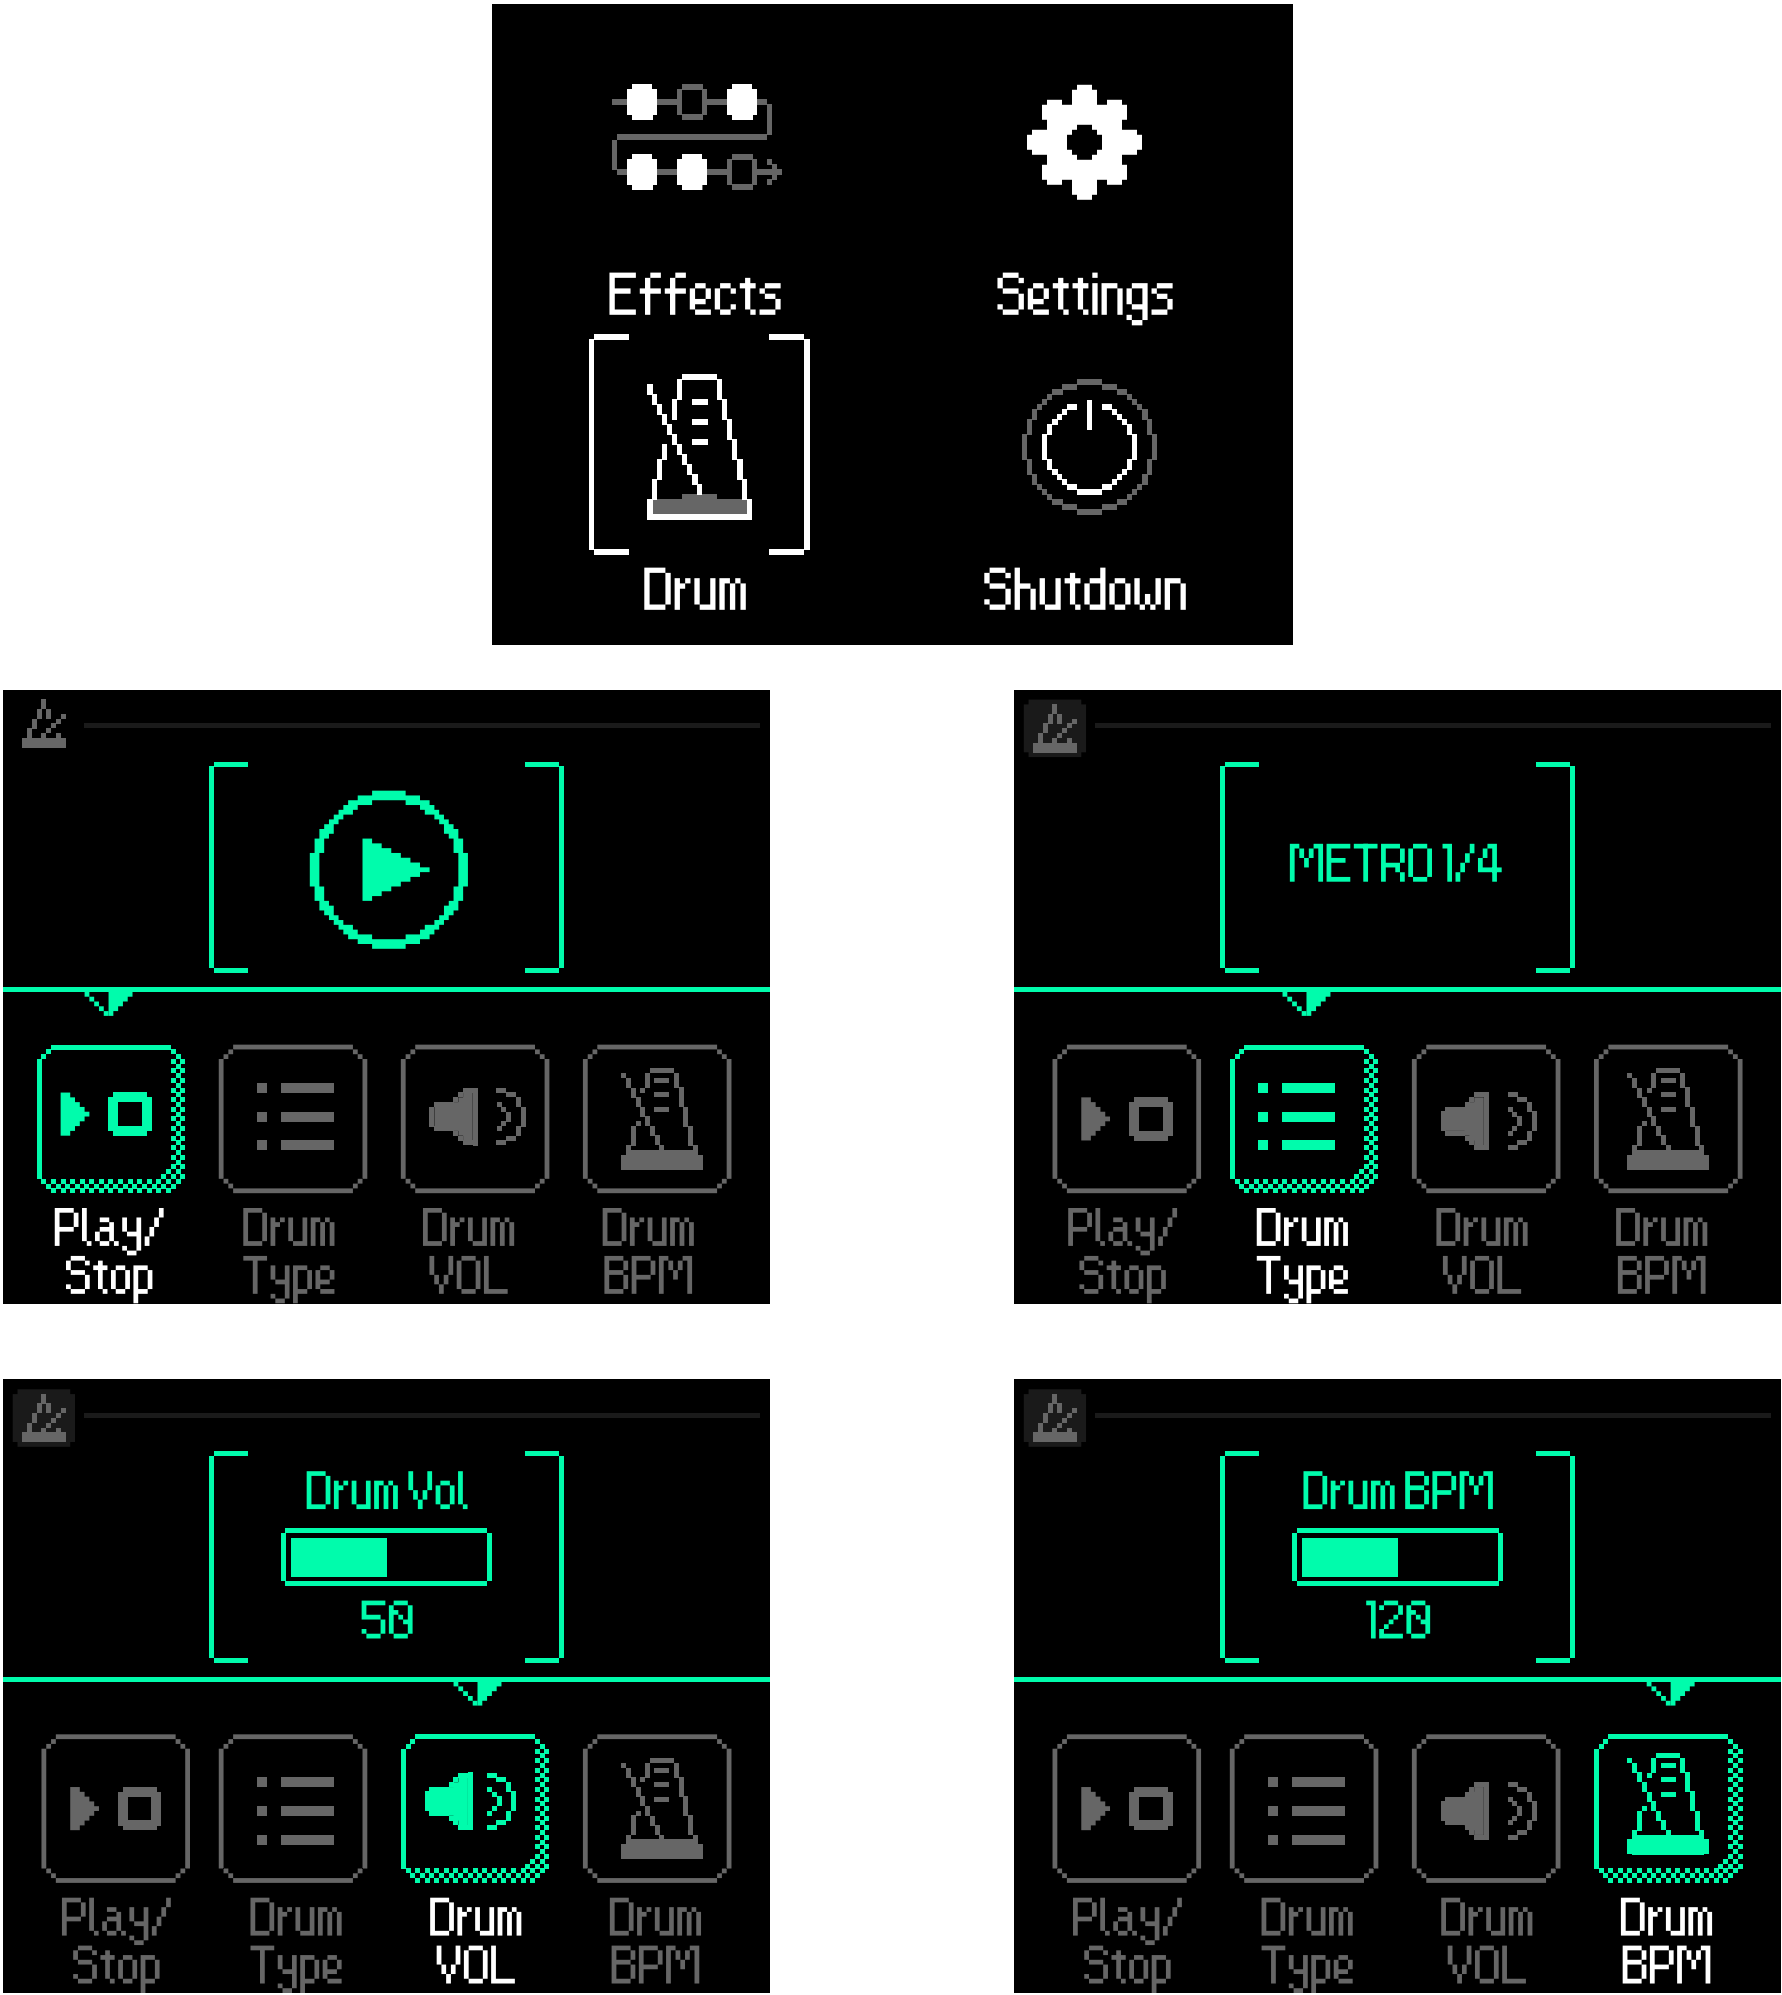 Effects
Settings
Drum
Shutdown
Play/
Stop
Drum
Type
Drum
VOL
Drum
BPM
METRO 1/4
Play/
Stop
Drum
Type
Drum
VOL
Drum
BPM
Drum Vol
50
Play/
Stop
Drum
Type
Drum
VOL
Drum
BPM
Drum BPM
120
Play/
Stop
Drum
Type
Drum
VOL
Drum
BPM